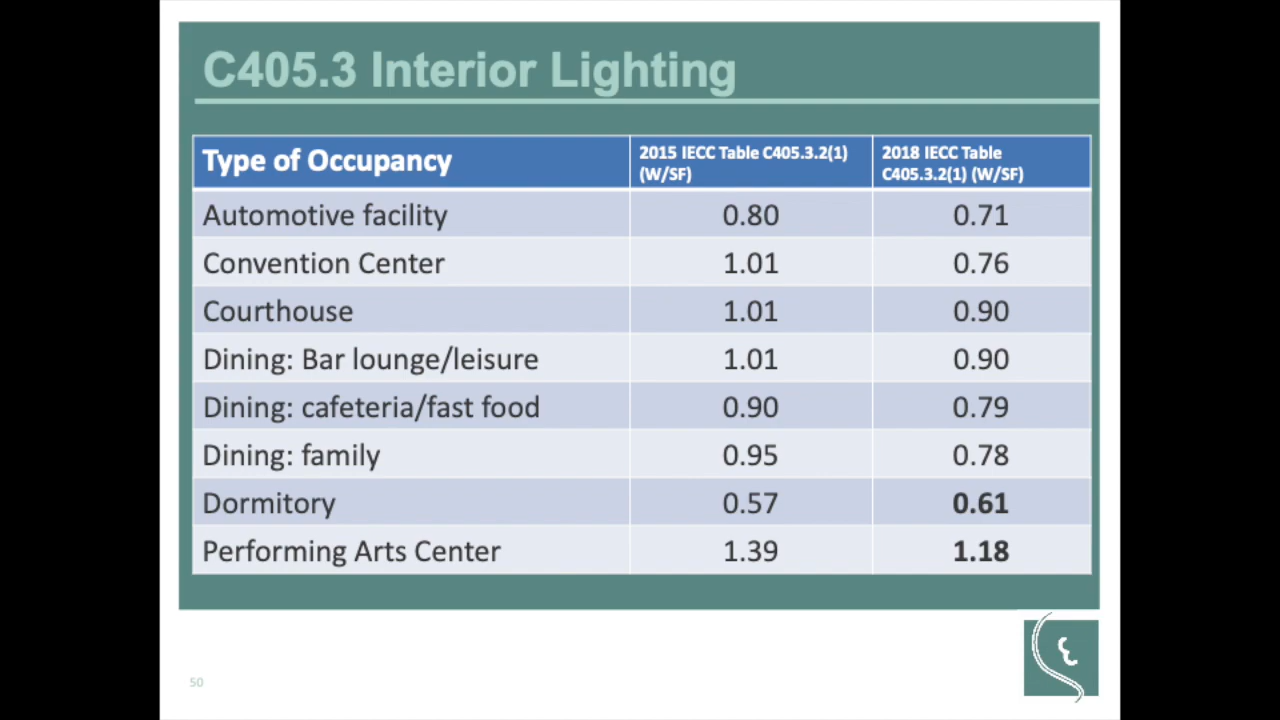 C405.3 Interior Lighting
Type of Occupancy
2015 IECC Table C405.3.2(1)
(W/SF)
2018 IECC Table
C405.3.2(1) (W/SF)
Automotive facility 0.80 0.71
Convention Center 1.01 0.76
Courthouse 1.01 0.90
Dining: Bar lounge/leisure 1.01 0.90
Dining: cafeteria/fast food 0.90 0.79
Dining: family 0.95 0.78
Dormitory 0.57 0.61
Performing Arts Center 1.39 1.18
50